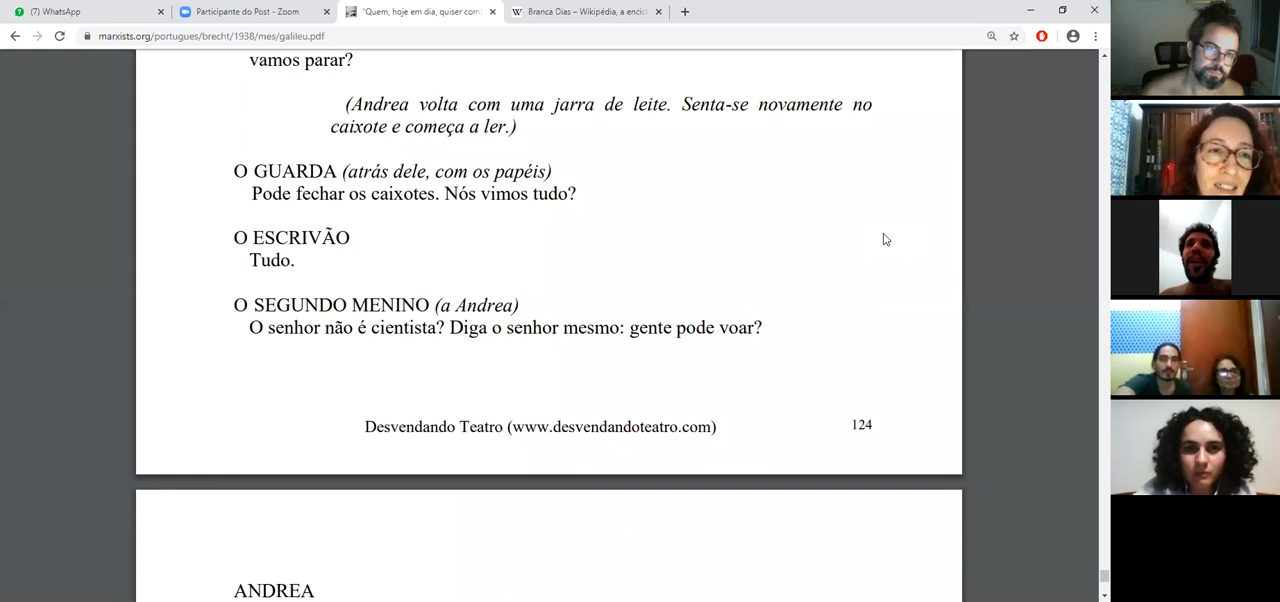 (7) WhatsApp
Participante do Post - Zoom
"Quem, hoje em dia, quiser com
Branca Dias – Wikipédia, a encic
marxists.org/portugues/brecht/1938/mes/galileu.pdf
vamos parar?
(Andrea volta com uma jarra de leite. Senta-se novamente no
caixote e começa a ler.)
O GUARDA (atrás dele, com os papéis)
Pode fechar os caixotes. Nós vimos tudo?
O ESCRIVÃO
Tudo.
O SEGUNDO MENINO (a Andrea)
O senhor não é cientista? Diga o senhor mesmo: gente pode voar?
Desvendando Teatro (www.desvendandoteatro.com)
124
ANDREA